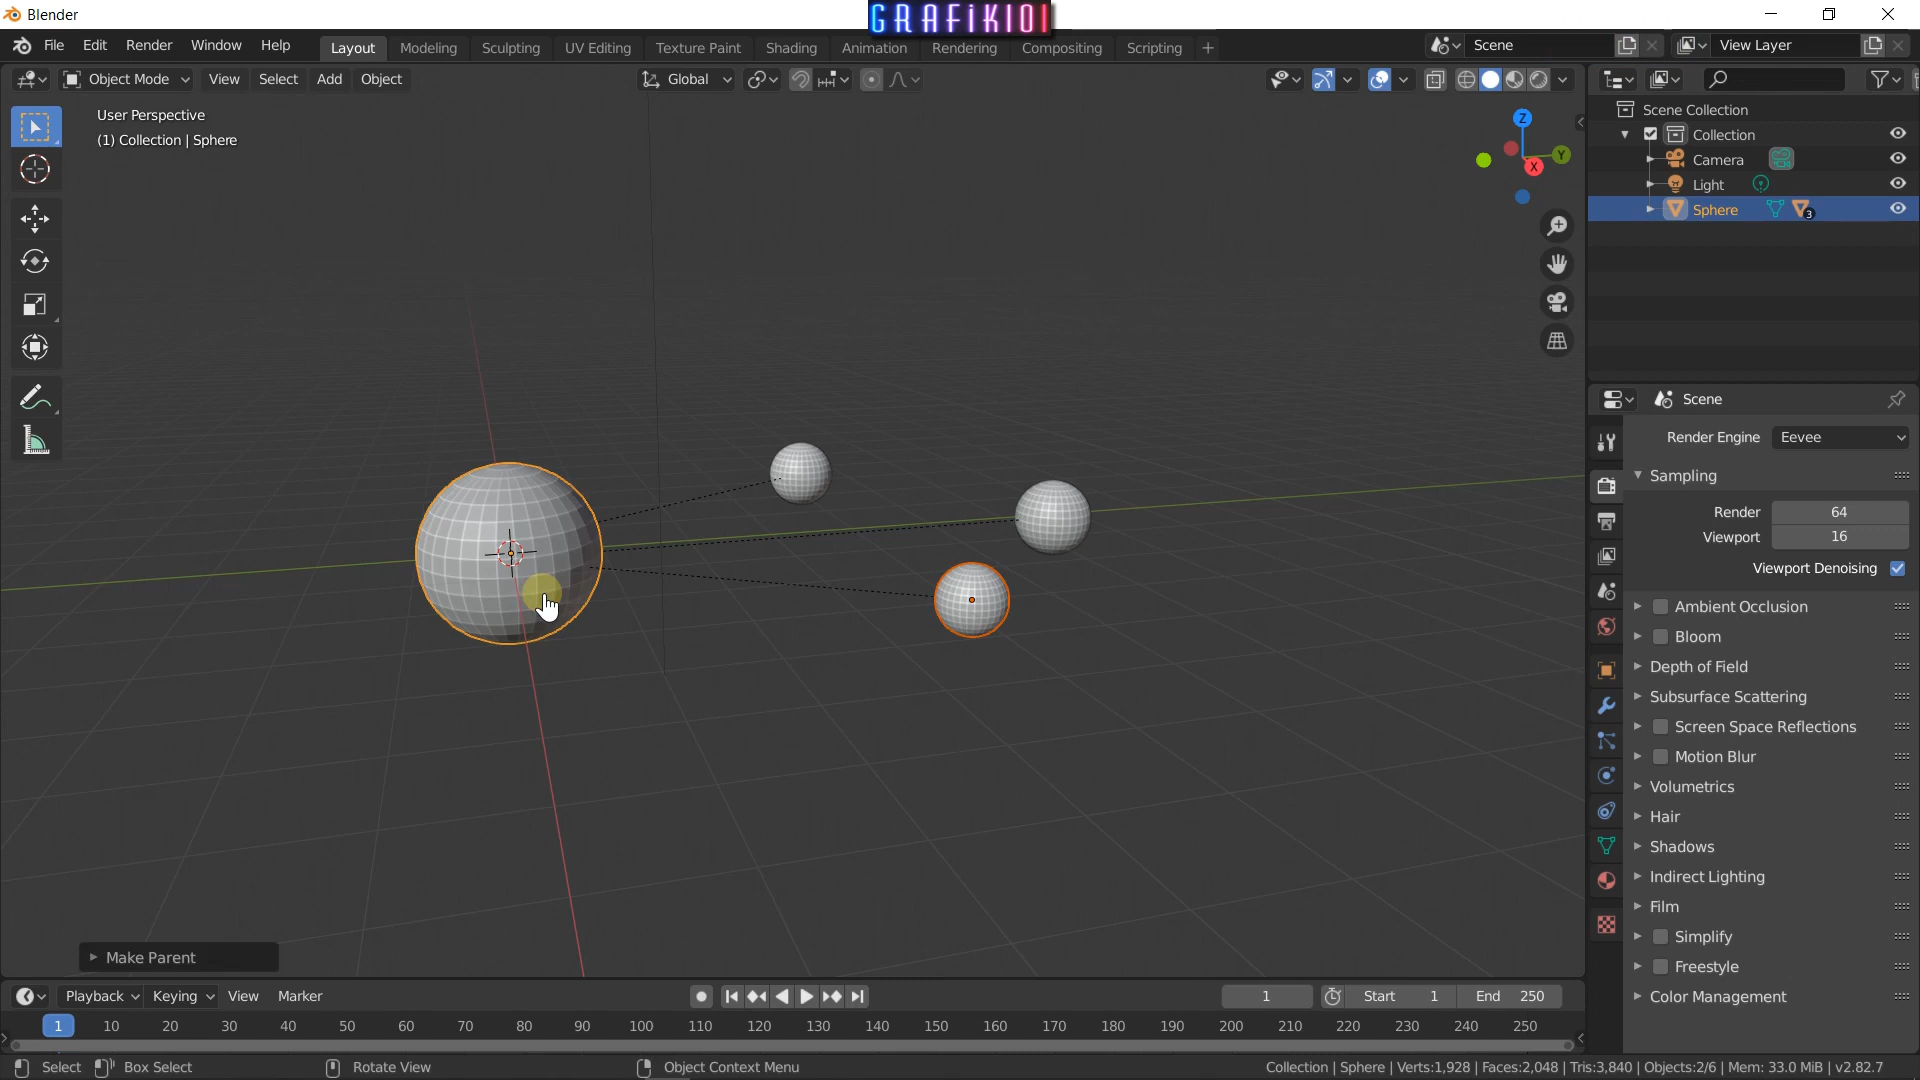 Blender
GRAFiK101
File Edit Render Window Help
Layout Modeling Sculpting UV Editing Texture Paint Shading Animation Rendering Compositing Scripting +
Scene
View Layer
Object Mode View Select Add Object
Global
User Perspective
(1) Collection | Sphere
Z
Y
X
Scene Collection
Collection
Camera
Light
Sphere 3
Scene
Render Engine Eevee
Sampling
Render 64
Viewport 16
Viewport Denoising
Ambient Occlusion
Bloom
Depth of Field
Subsurface Scattering
Screen Space Reflections
Motion Blur
Volumetrics
Hair
Shadows
Indirect Lighting
Film
Simplify
Freestyle
Color Management
Make Parent
Playback Keying View Marker
1 Start 1 End 250
1 10 20 30 40 50 60 70 80 90 100 110 120 130 140 150 160 170 180 190 200 210 220 230 240 250
Select Box Select Rotate View Object Context Menu
Collection | Sphere | Verts:1,928 | Faces:2,048 | Tris:3,840 | Objects:2/6 | Mem: 33.0 MiB | v2.82.7